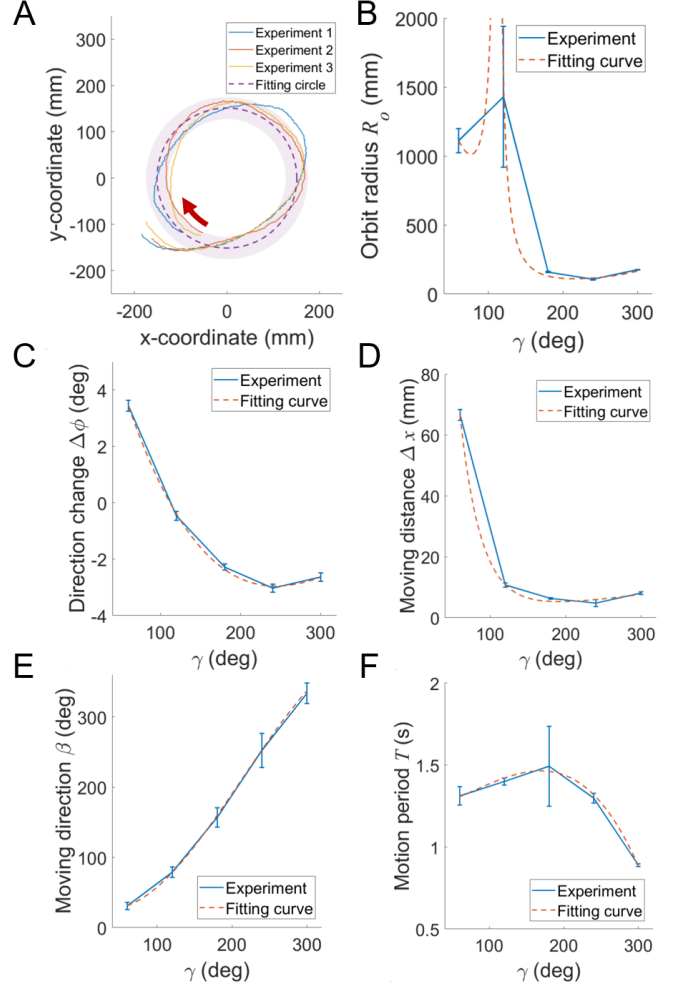 A
300
200
100
0
-100
-200
-200
0
200
y-coordinate (mm)
x-coordinate (mm)
Experiment 1
Experiment 2
Experiment 3
Fitting circle
B
2000
1500
1000
500
0
100
200
300
Orbit radius R_o (mm)
γ (deg)
Experiment
Fitting curve
C
4
2
0
-2
-4
100
200
300
Direction change Δϕ (deg)
γ (deg)
Experiment
Fitting curve
D
80
60
40
20
0
100
200
300
Moving distance Δ x (mm)
γ (deg)
Experiment
Fitting curve
E
300
200
100
0
100
200
300
Moving direction β (deg)
γ (deg)
Experiment
Fitting curve
F
2
1.5
1
0.5
100
200
300
Motion period T (s)
γ (deg)
Experiment
Fitting curve